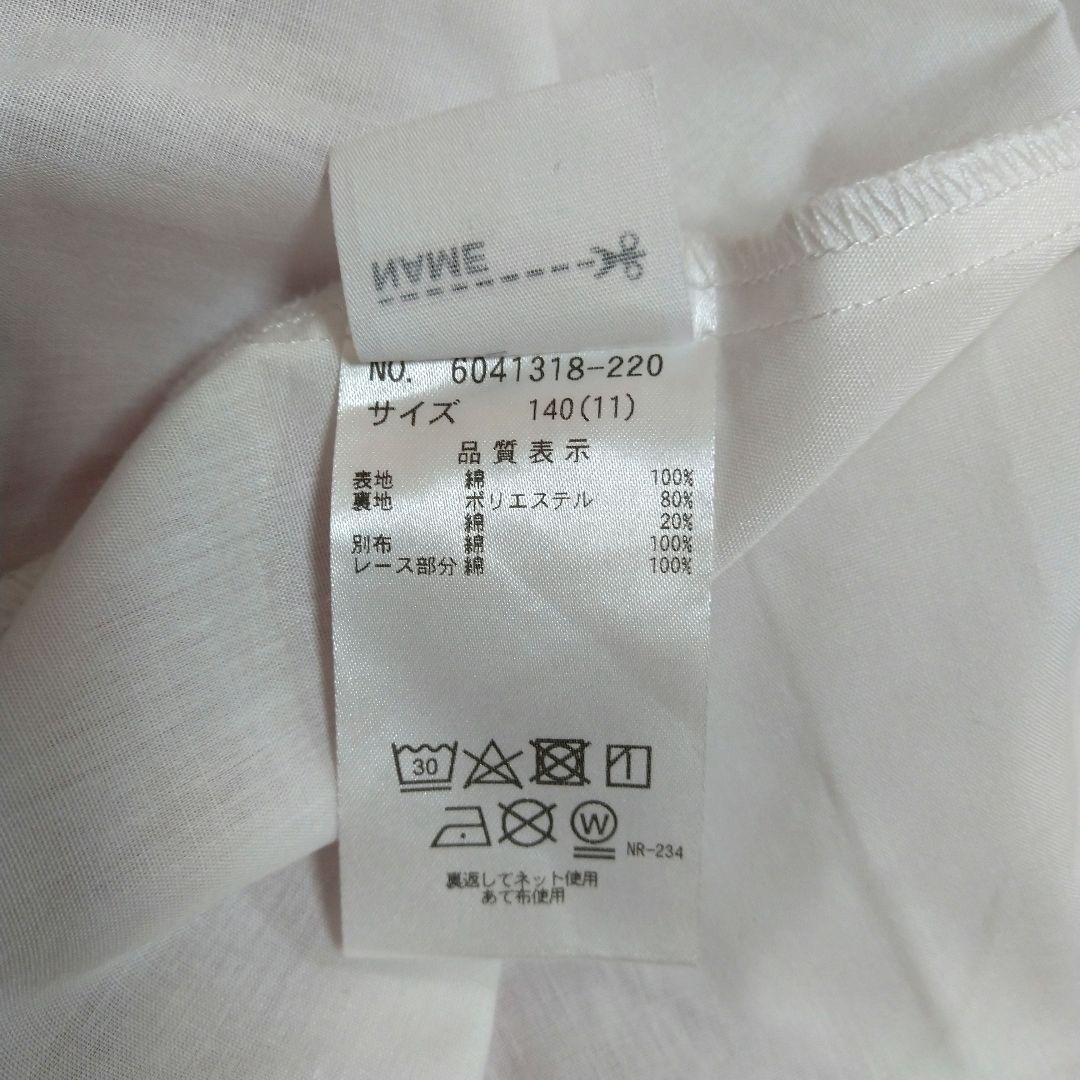 NAME
NO. 6041318-220
サイズ 140(11)
品質表示
表地 綿 100%
裏地 ポリエステル 80%
綿 20%
別布 綿 100%
レース部分 綿 100%
30
W
NR-234
裏返してネット使用
あて布使用